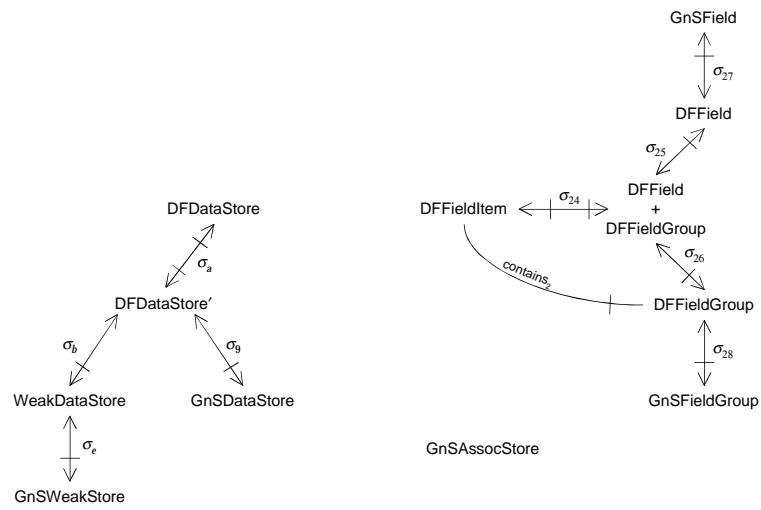 GnSField
σ27
DFField
σ25
DFField
+
DFFieldGroup
DFFieldItem
σ24
σ26
contains2
DFFieldGroup
σ28
GnSFieldGroup
DFDataStore
σa
DFDataStore′
σb
σ9
WeakDataStore
GnSDataStore
σe
GnSWeakStore
GnSAssocStore